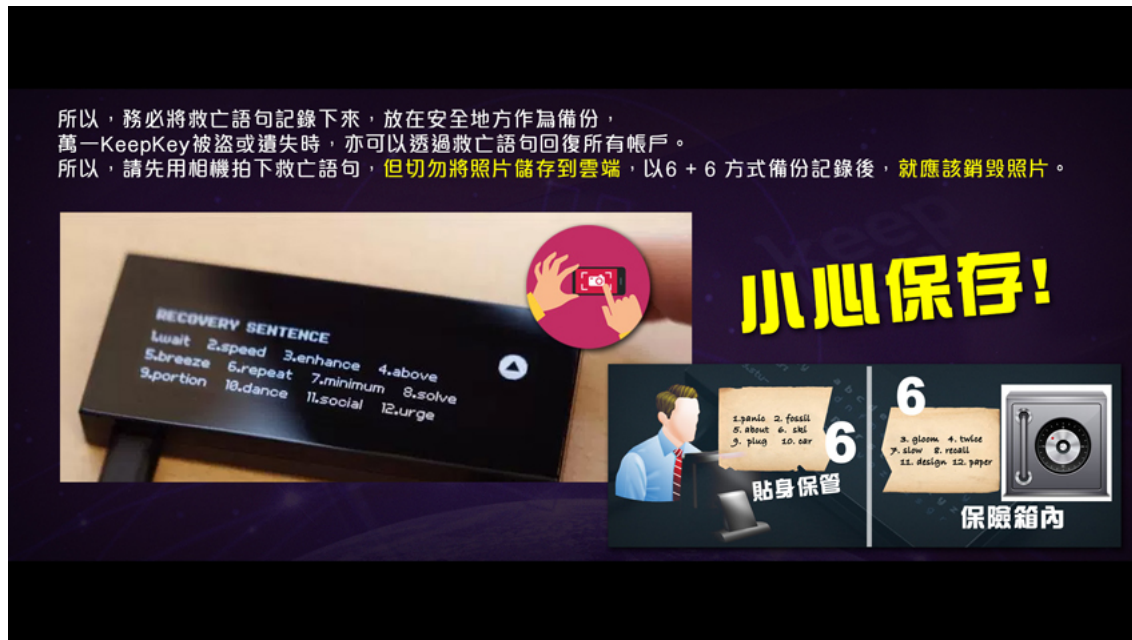 所以，務必將救亡語句記錄下來，放在安全地方作為備份，
萬一KeepKey被盜或遺失時，亦可以透過救亡語句回復所有帳戶。
所以，請先用相機拍下救亡語句，但切勿將照片儲存到雲端，以6 + 6 方式備份記錄後，就應該銷毀照片。
keep
小心保存!
RECOVERY SENTENCE
1.wait 2.speed 3.enhance 4.above
5.breeze 6.repeat 7.minimum 8.solve
9.portion 10.dance 11.social 12.urge
1.panic 2. fossil
5. about 6. ski
9. plug 10. car
6
貼身保管
6
3. gloom 4. twice
7. slow 8. recall
11. design 12. paper
保險箱內